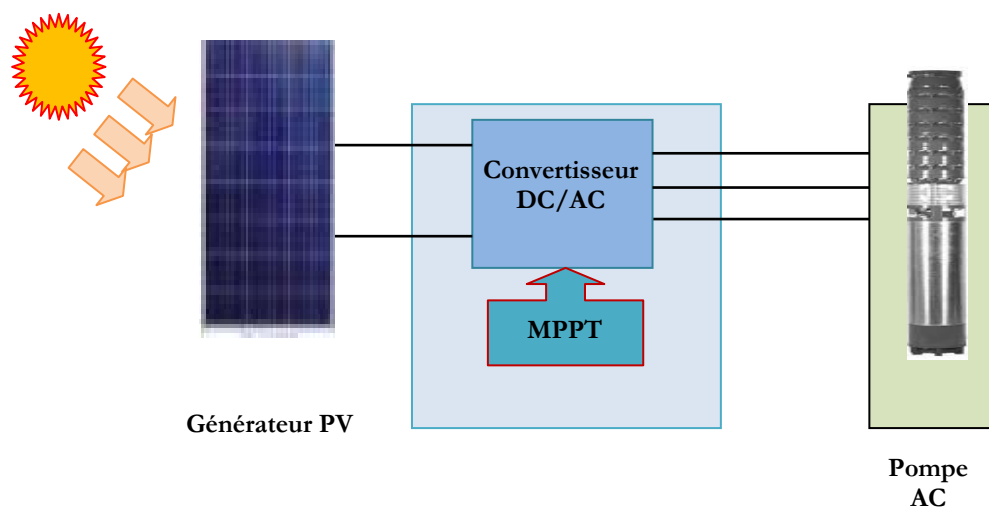 Convertisseur
DC/AC
MPPT
Générateur PV
Pompe
AC